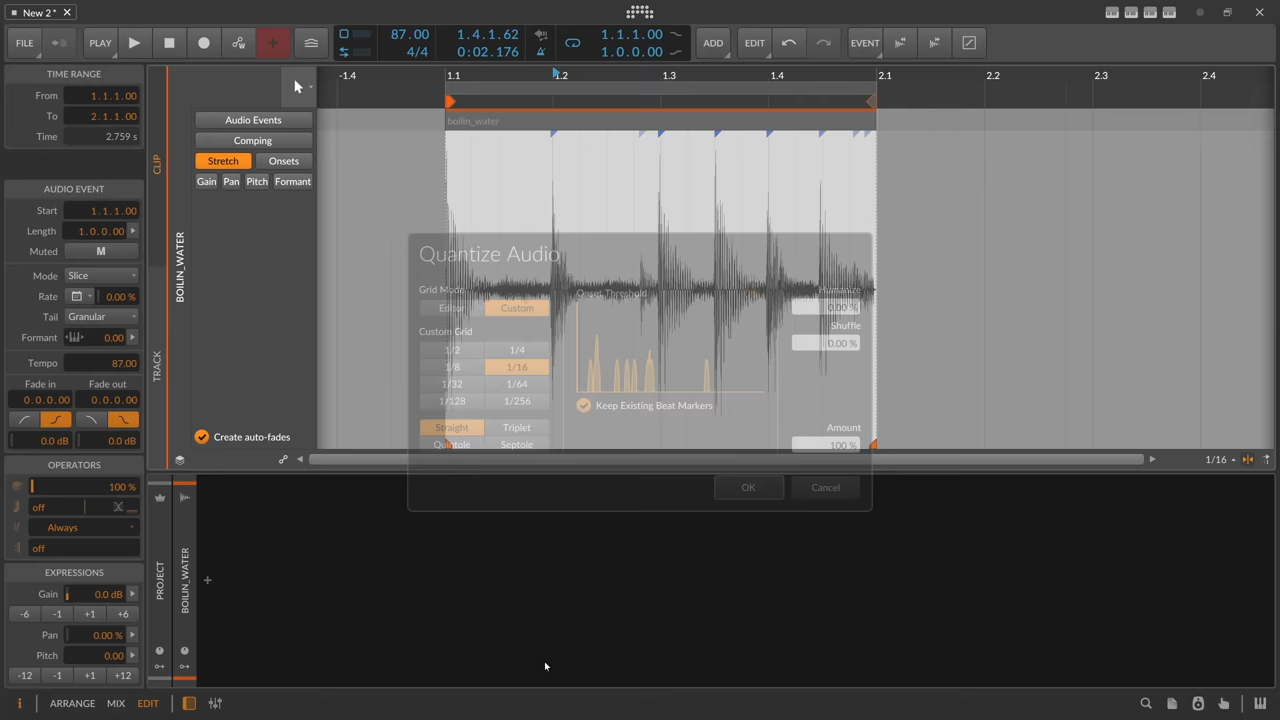 New 2*
FILE
PLAY
87.00
4/4
1.4.1.62
0:02.176
1.1.1.00
1.0.0.00
ADD
EDIT
EVENT
TIME RANGE
From 1.1.1.00
To 2.1.1.00
Time 2.759 s
AUDIO EVENT
Start 1.1.1.00
Length 1.0.0.00
Muted M
Mode Slice
Rate 0.00 %
Tail Granular
Formant 0.00
Tempo 87.00
Fade in Fade out
0.0.0.00 0.0.0.00
0.0 dB 0.0 dB
OPERATORS
100 %
off
Always
off
EXPRESSIONS
Gain 0.0 dB
-6 -1 +1 +6
Pan 0.00 %
Pitch 0.00
-12 -1 +1 +12
CLIP
TRACK
BOILIN_WATER
Audio Events
Comping
Stretch Onsets
Gain Pan Pitch Formant
Create auto-fades
-1.4 1.1 1.2 1.3 1.4 2.1 2.2 2.3 2.4
boilin_water
Quantize Audio
Grid Mode
Editor Custom
Custom Grid
1/2 1/4
1/8 1/16
1/32 1/64
1/128 1/256
Straight Triplet
Quintole Septole
Onset Threshold
Keep Existing Beat Markers
Humanize
0.00 %
Shuffle
0.00 %
Amount
100 %
OK Cancel
1/16
PROJECT
BOILIN_WATER
+
i ARRANGE MIX EDIT